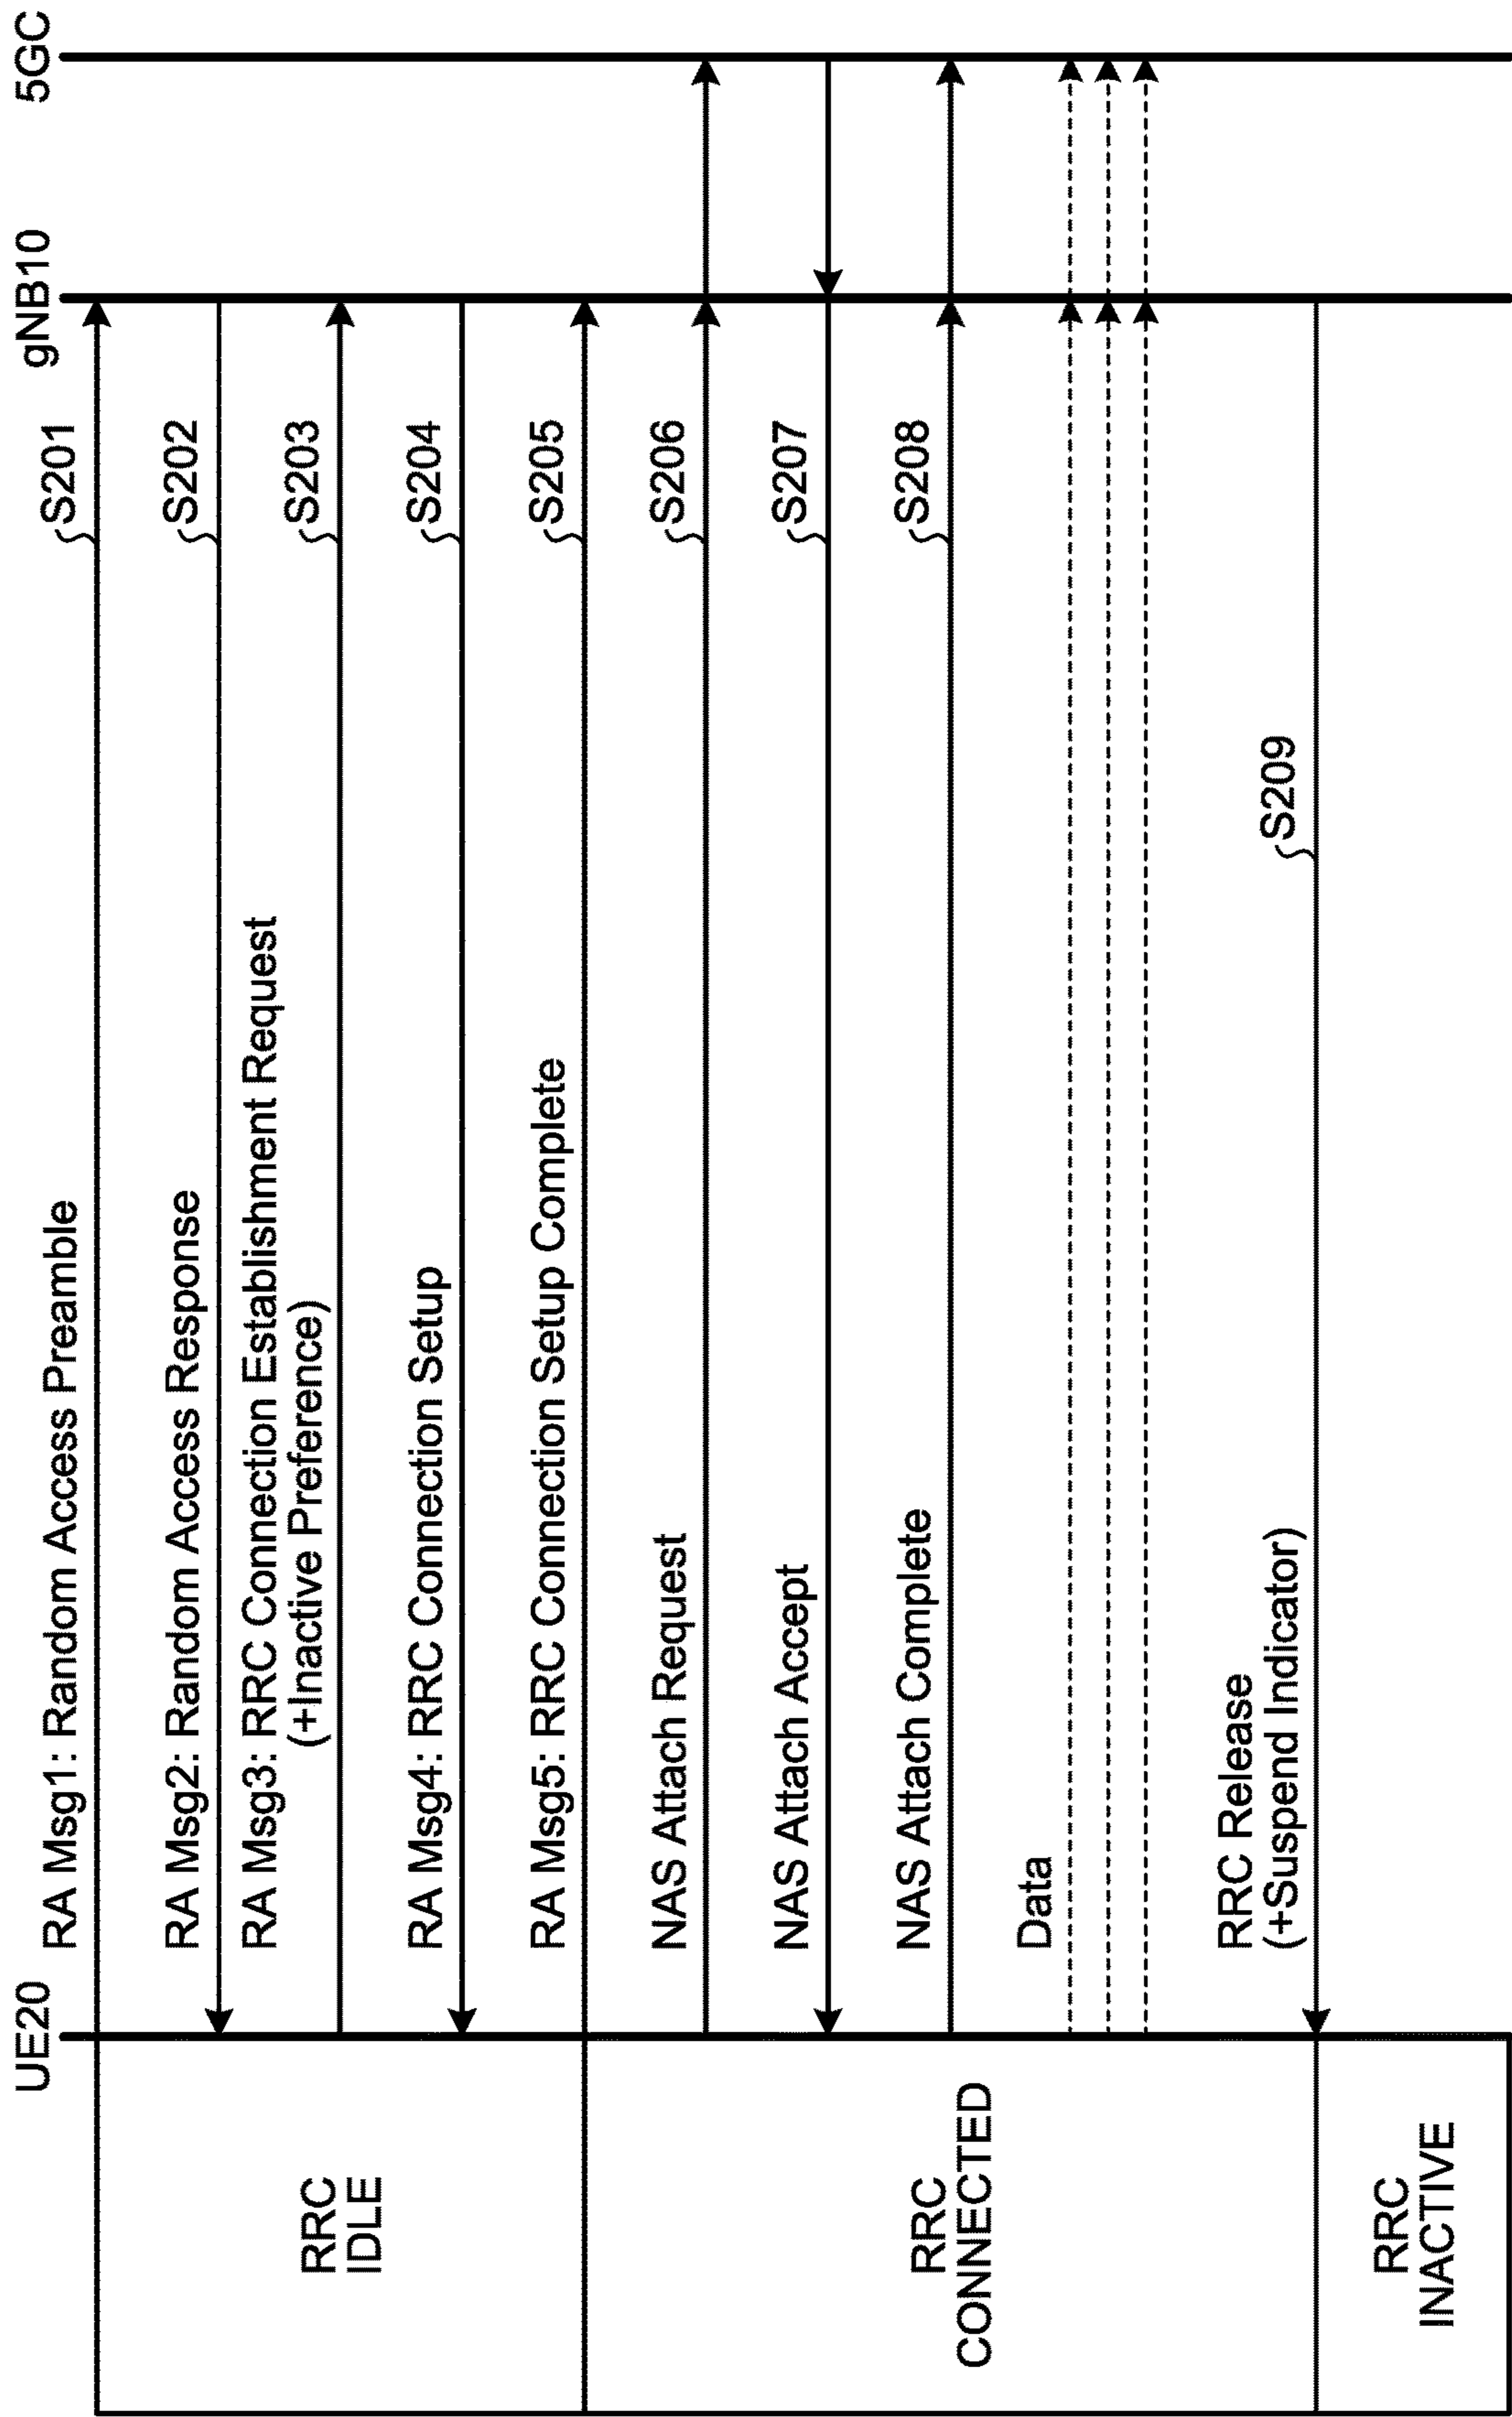 UE20
gNB10
5GC
RA Msg1: Random Access Preamble
S201
RA Msg2: Random Access Response
S202
RA Msg3: RRC Connection Establishment Request
(+Inactive Preference)
S203
RRC
IDLE
RA Msg4: RRC Connection Setup
S204
RA Msg5: RRC Connection Setup Complete
S205
NAS Attach Request
S206
NAS Attach Accept
S207
NAS Attach Complete
S208
RRC
CONNECTED
Data
RRC Release
(+Suspend Indicator)
S209
RRC
INACTIVE